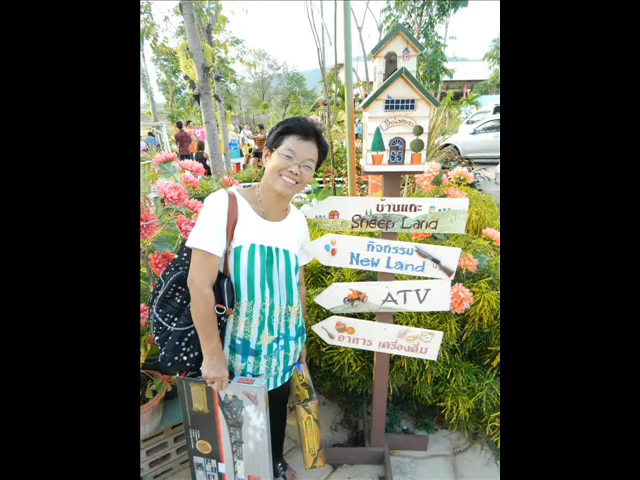 บ้านแกะ
Sheep Land
กิจกรรม
New Land
ATV
อาหาร เครื่องดื่ม